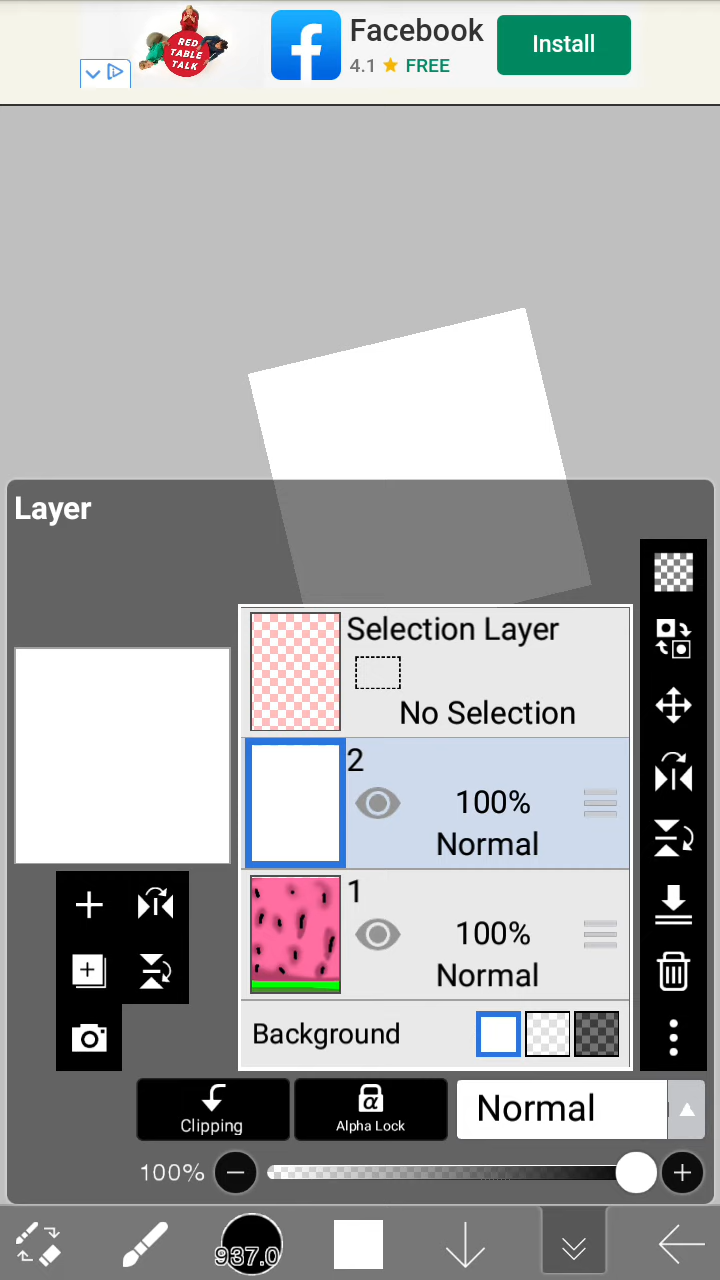 RED
TABLE
TALK
Facebook
4.1 FREE
Install
Layer
Selection Layer
No Selection
2
100%
Normal
1
100%
Normal
Background
Clipping
α
Alpha Lock
Normal
100%
937.0